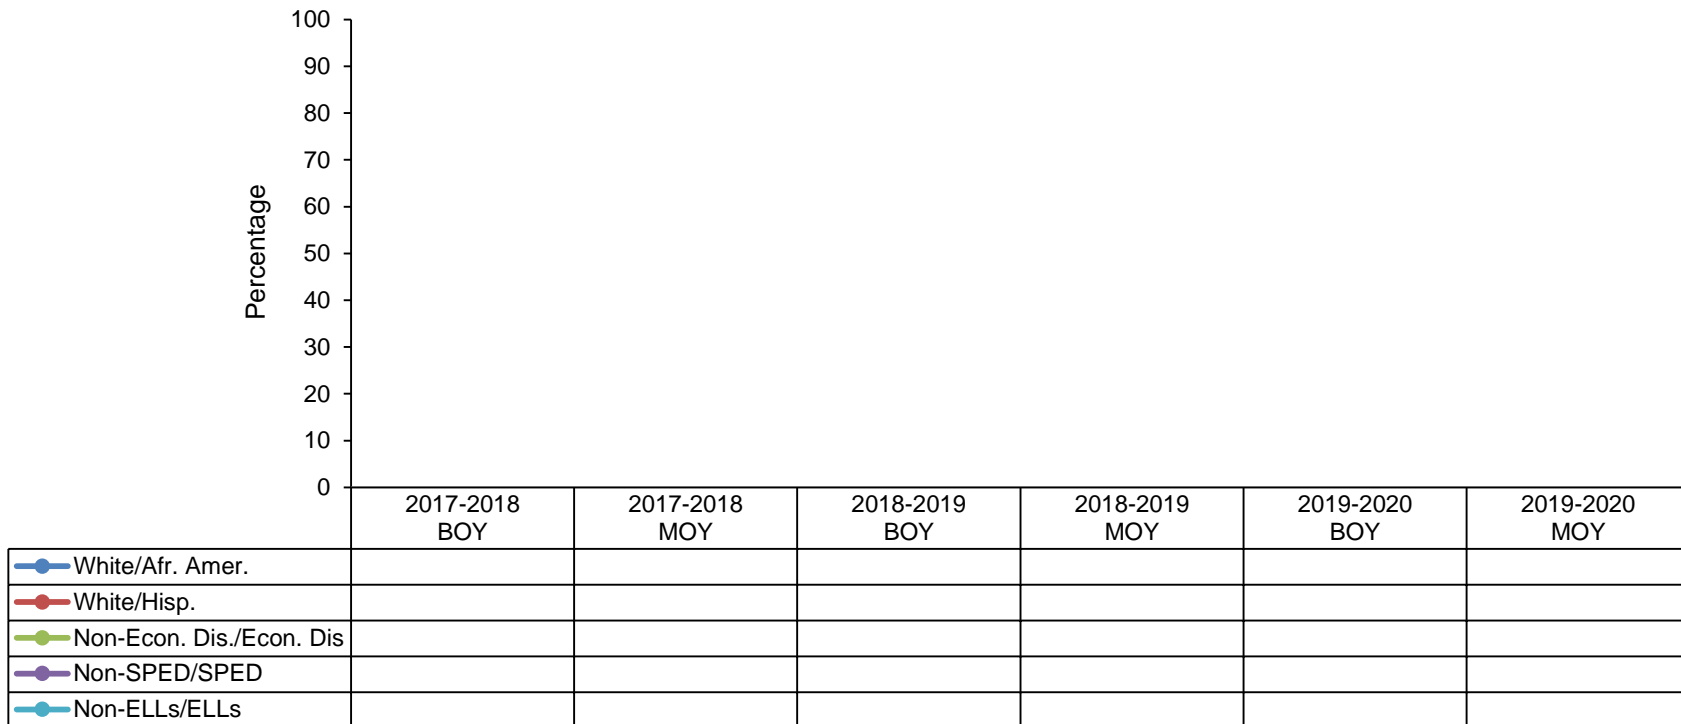 100
90
80
70
60
50
40
30
20
10
0
Percentage
2017-2018 2017-2018 2018-2019 2018-2019 2019-2020 2019-2020
BOY MOY BOY MOY BOY MOY
White/Afr. Amer.
White/Hisp.
Non-Econ. Dis./Econ. Dis
Non-SPED/SPED
Non-ELLs/ELLs